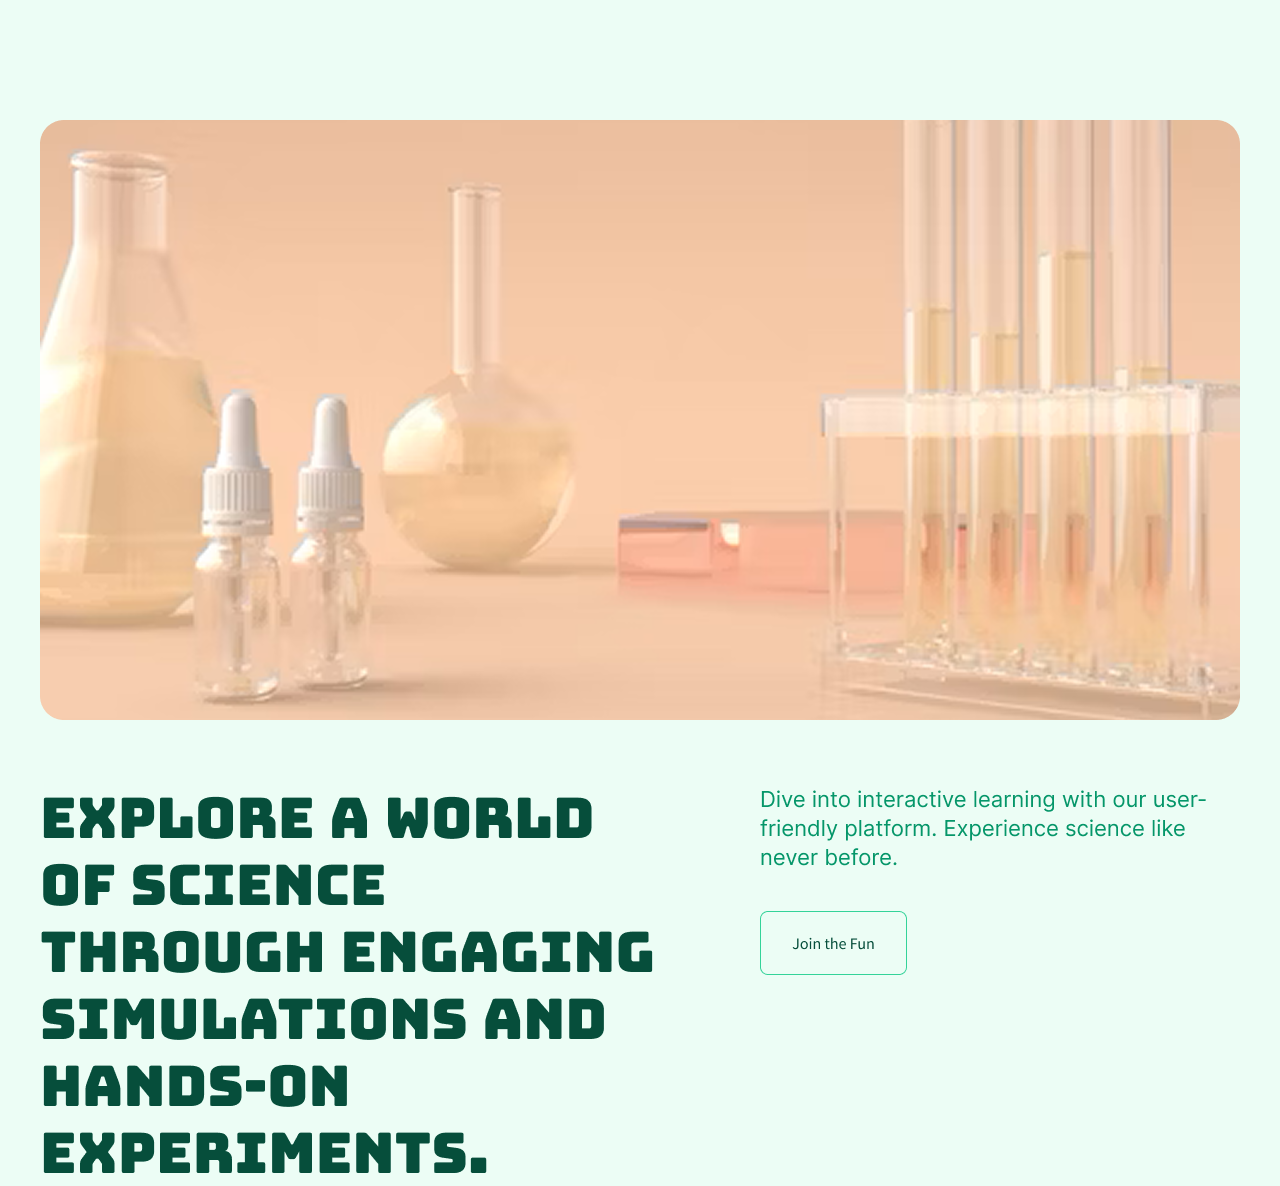 EXPLORE A WORLD
OF SCIENCE
THROUGH ENGAGING
SIMULATIONS AND
HANDS-ON
EXPERIMENTS.
Dive into interactive learning with our user-
friendly platform. Experience science like
never before.
Join the Fun